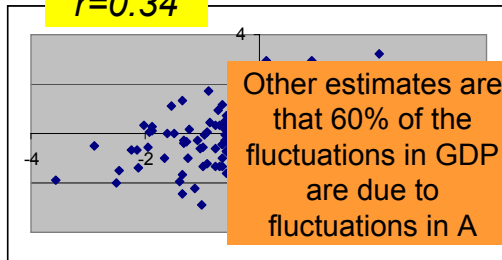 r=0.34
4
Other estimates are
that 60% of the
fluctuations in GDP
are due to
fluctuations in A
-4
-2